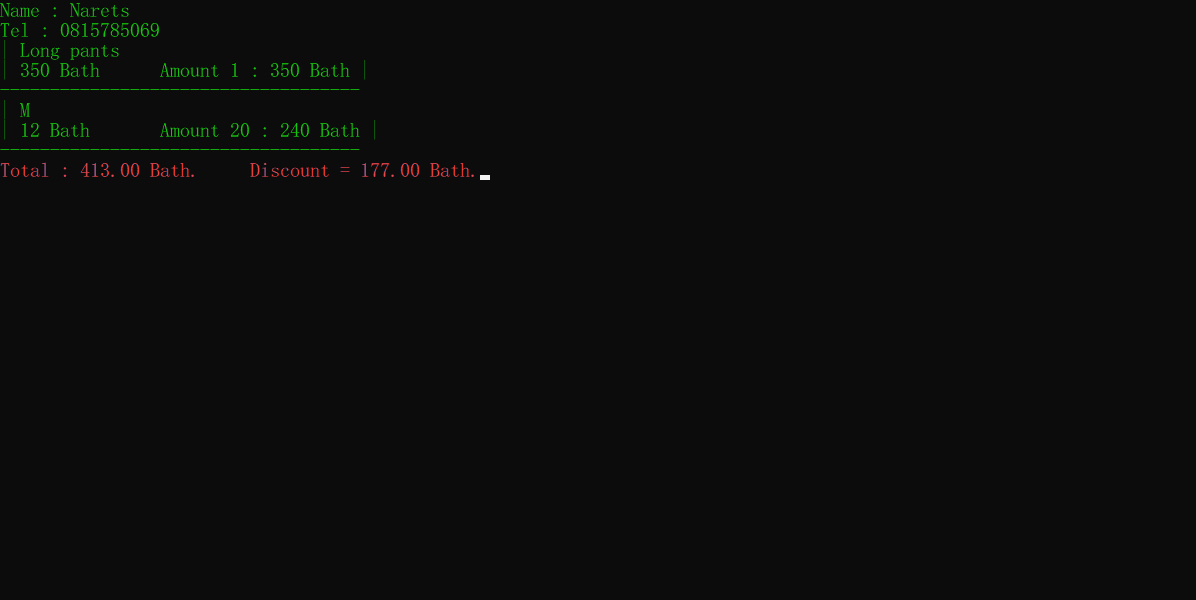 Name : Narets
Tel : 0815785069
| Long pants
| 350 Bath      Amount 1 : 350 Bath |
------------------------------------
| M
| 12 Bath       Amount 20 : 240 Bath |
------------------------------------
Total : 413.00 Bath.     Discount = 177.00 Bath.